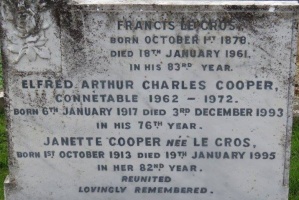 FRANCIS LE CROS
BORN OCTOBER 1ST 1878.
DIED 18TH JANUARY 1961.
IN HIS 83RD YEAR.
ELFRED ARTHUR CHARLES COOPER,
CONNETABLE 1962 – 1972.
BORN 6TH JANUARY 1917 DIED 3RD DECEMBER 1993
IN HIS 76TH YEAR.
JANETTE COOPER NÉE LE GROS,
BORN 1ST OCTOBER 1913 DIED 19TH JANUARY 1995
IN HER 82ND YEAR.
REUNITED
LOVINGLY REMEMBERED.